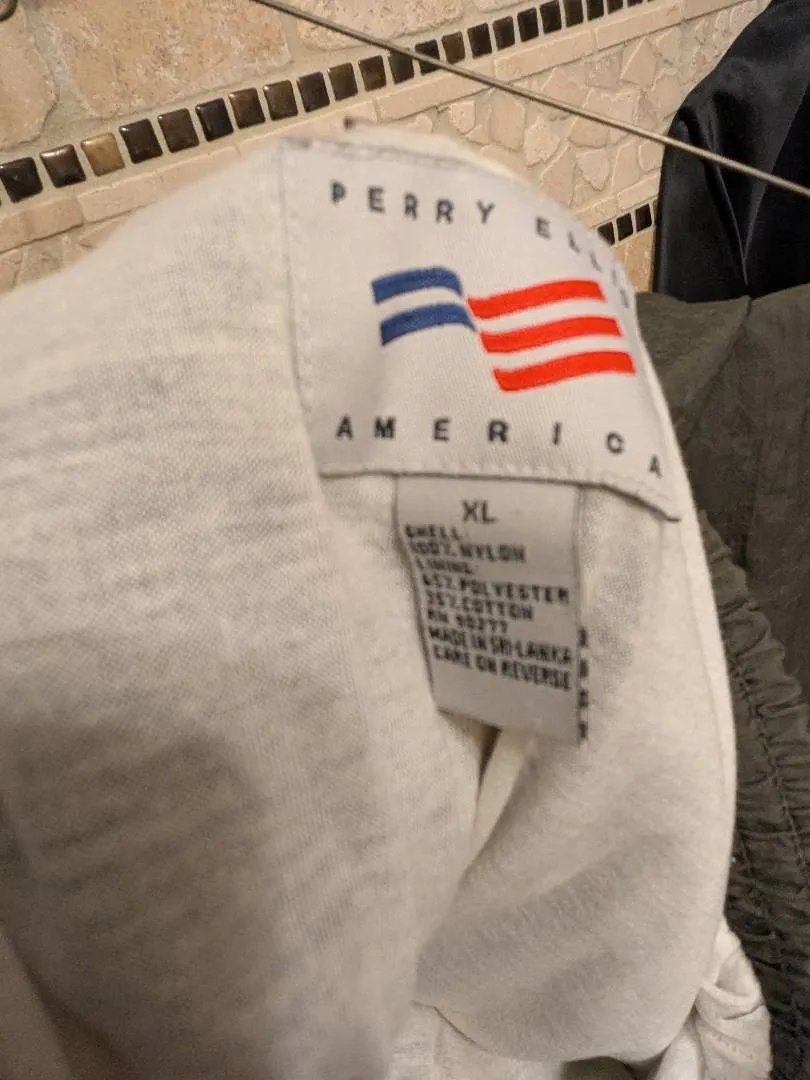 PERRY ELLIS
AMERICA
XL
SHELL:
100% NYLON
LINING:
65% POLYESTER
35% COTTON
MADE IN SRI-LANKA
CARE ON REVERSE